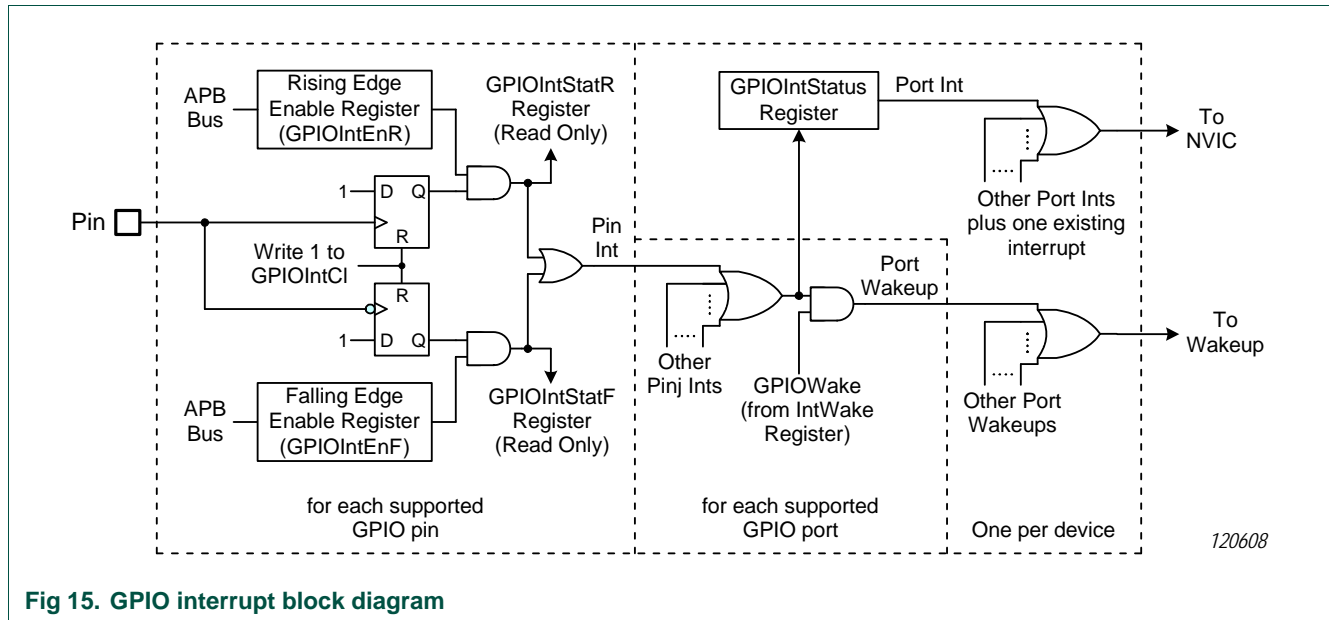 APB
Bus
Rising Edge
Enable Register
(GPIOIntEnR)
GPIOIntStatR
Register
(Read Only)
1
D Q
R
Pin
Write 1 to
GPIOIntCl
R
1
D Q
APB
Bus
Falling Edge
Enable Register
(GPIOIntEnF)
GPIOIntStatF
Register
(Read Only)
Pin
Int
for each supported
GPIO pin
GPIOIntStatus
Register
Port Int
Other
Pinj Ints
GPIOWake
(from IntWake
Register)
Port
Wakeup
for each supported
GPIO port
To
NVIC
Other Port Ints
plus one existing
interrupt
To
Wakeup
Other Port
Wakeups
One per device
120608
Fig 15. GPIO interrupt block diagram